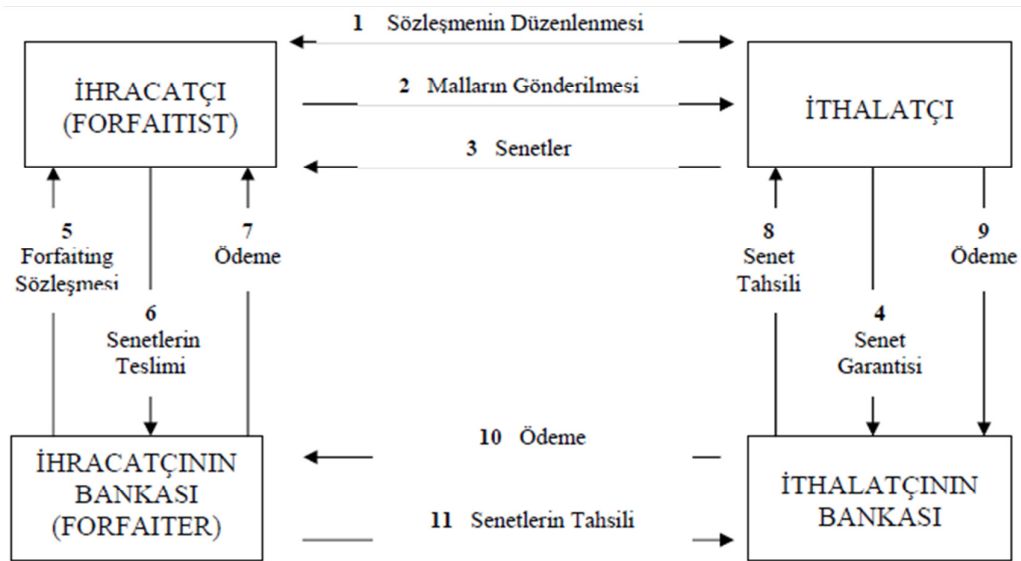 1 Sözleşmenin Düzenlenmesi
İHRACATÇI
(FORFAITIST)
2 Malların Gönderilmesi
İTHALATÇI
3 Senetler
5
Forfaiting
Sözleşmesi
7
Ödeme
8
Senet
Tahsili
9
Ödeme
6
Senetlerin
Teslimi
4
Senet
Garantisi
10 Ödeme
İHRACATÇININ
BANKASI
(FORFAITER)
İTHALATÇININ
BANKASI
11 Senetlerin Tahsili